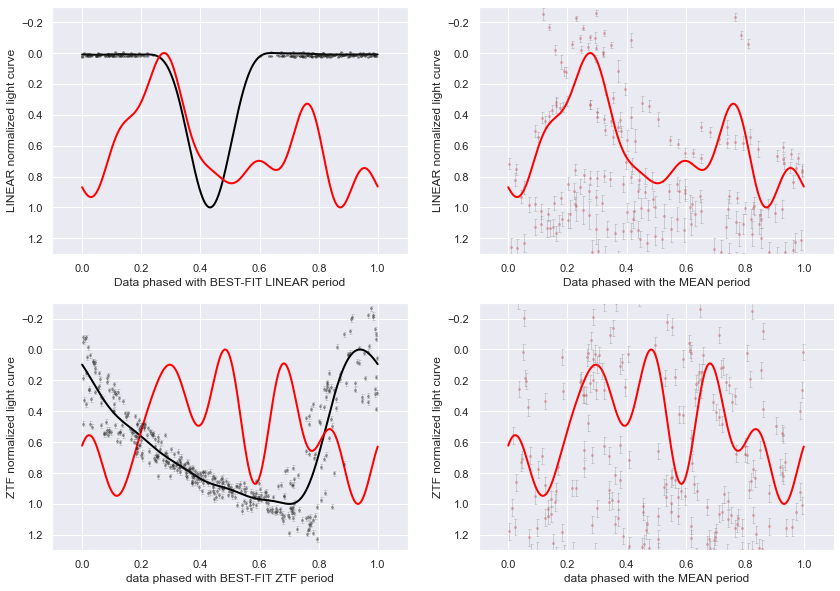 −0.2
0.0
0.2
0.4
0.6
0.8
1.0
1.2
LINEAR normalized light curve
0.0 0.2 0.4 0.6 0.8 1.0
Data phased with BEST-FIT LINEAR period
−0.2
0.0
0.2
0.4
0.6
0.8
1.0
1.2
LINEAR normalized light curve
0.0 0.2 0.4 0.6 0.8 1.0
Data phased with the MEAN period
−0.2
0.0
0.2
0.4
0.6
0.8
1.0
1.2
ZTF normalized light curve
0.0 0.2 0.4 0.6 0.8 1.0
data phased with BEST-FIT ZTF period
−0.2
0.0
0.2
0.4
0.6
0.8
1.0
1.2
ZTF normalized light curve
0.0 0.2 0.4 0.6 0.8 1.0
data phased with the MEAN period